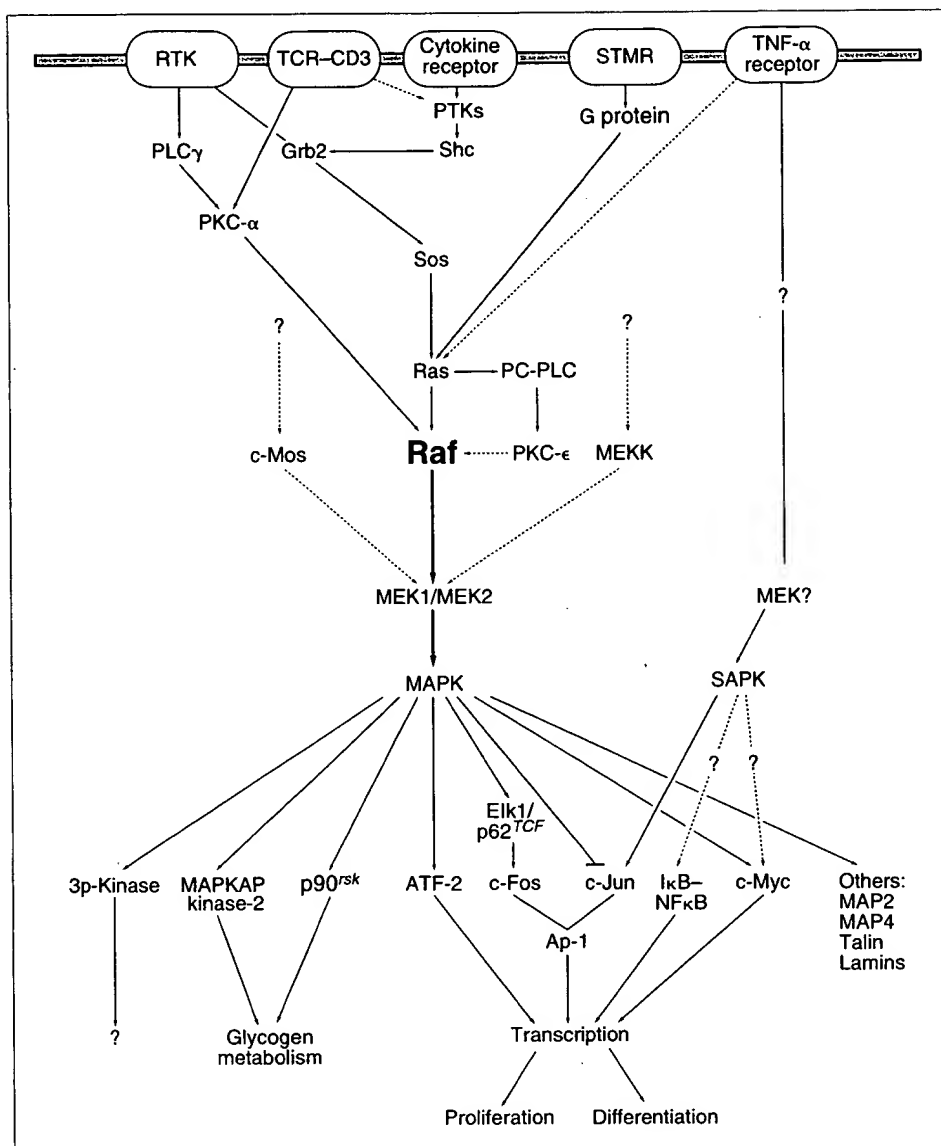 RTK
TCR–CD3
Cytokine
receptor
STMR
TNF-α
receptor
PTKs
G protein
PLCγ
Grb2
Shc
PKC-α
Sos
?
?
?
Ras
PC-PLC
c-Mos
Raf
PKC-ϵ
MEKK
MEK1/MEK2
MEK?
MAPK
SAPK
?
?
Elk1/
p62TCF
3p-Kinase
MAPKAP
kinase-2
p90rsk
ATF-2
c-Fos
c-Jun
IκB–
NFκB
c-Myc
Others:
MAP2
MAP4
Talin
Lamins
Ap-1
?
Glycogen
metabolism
Transcription
Proliferation
Differentiation